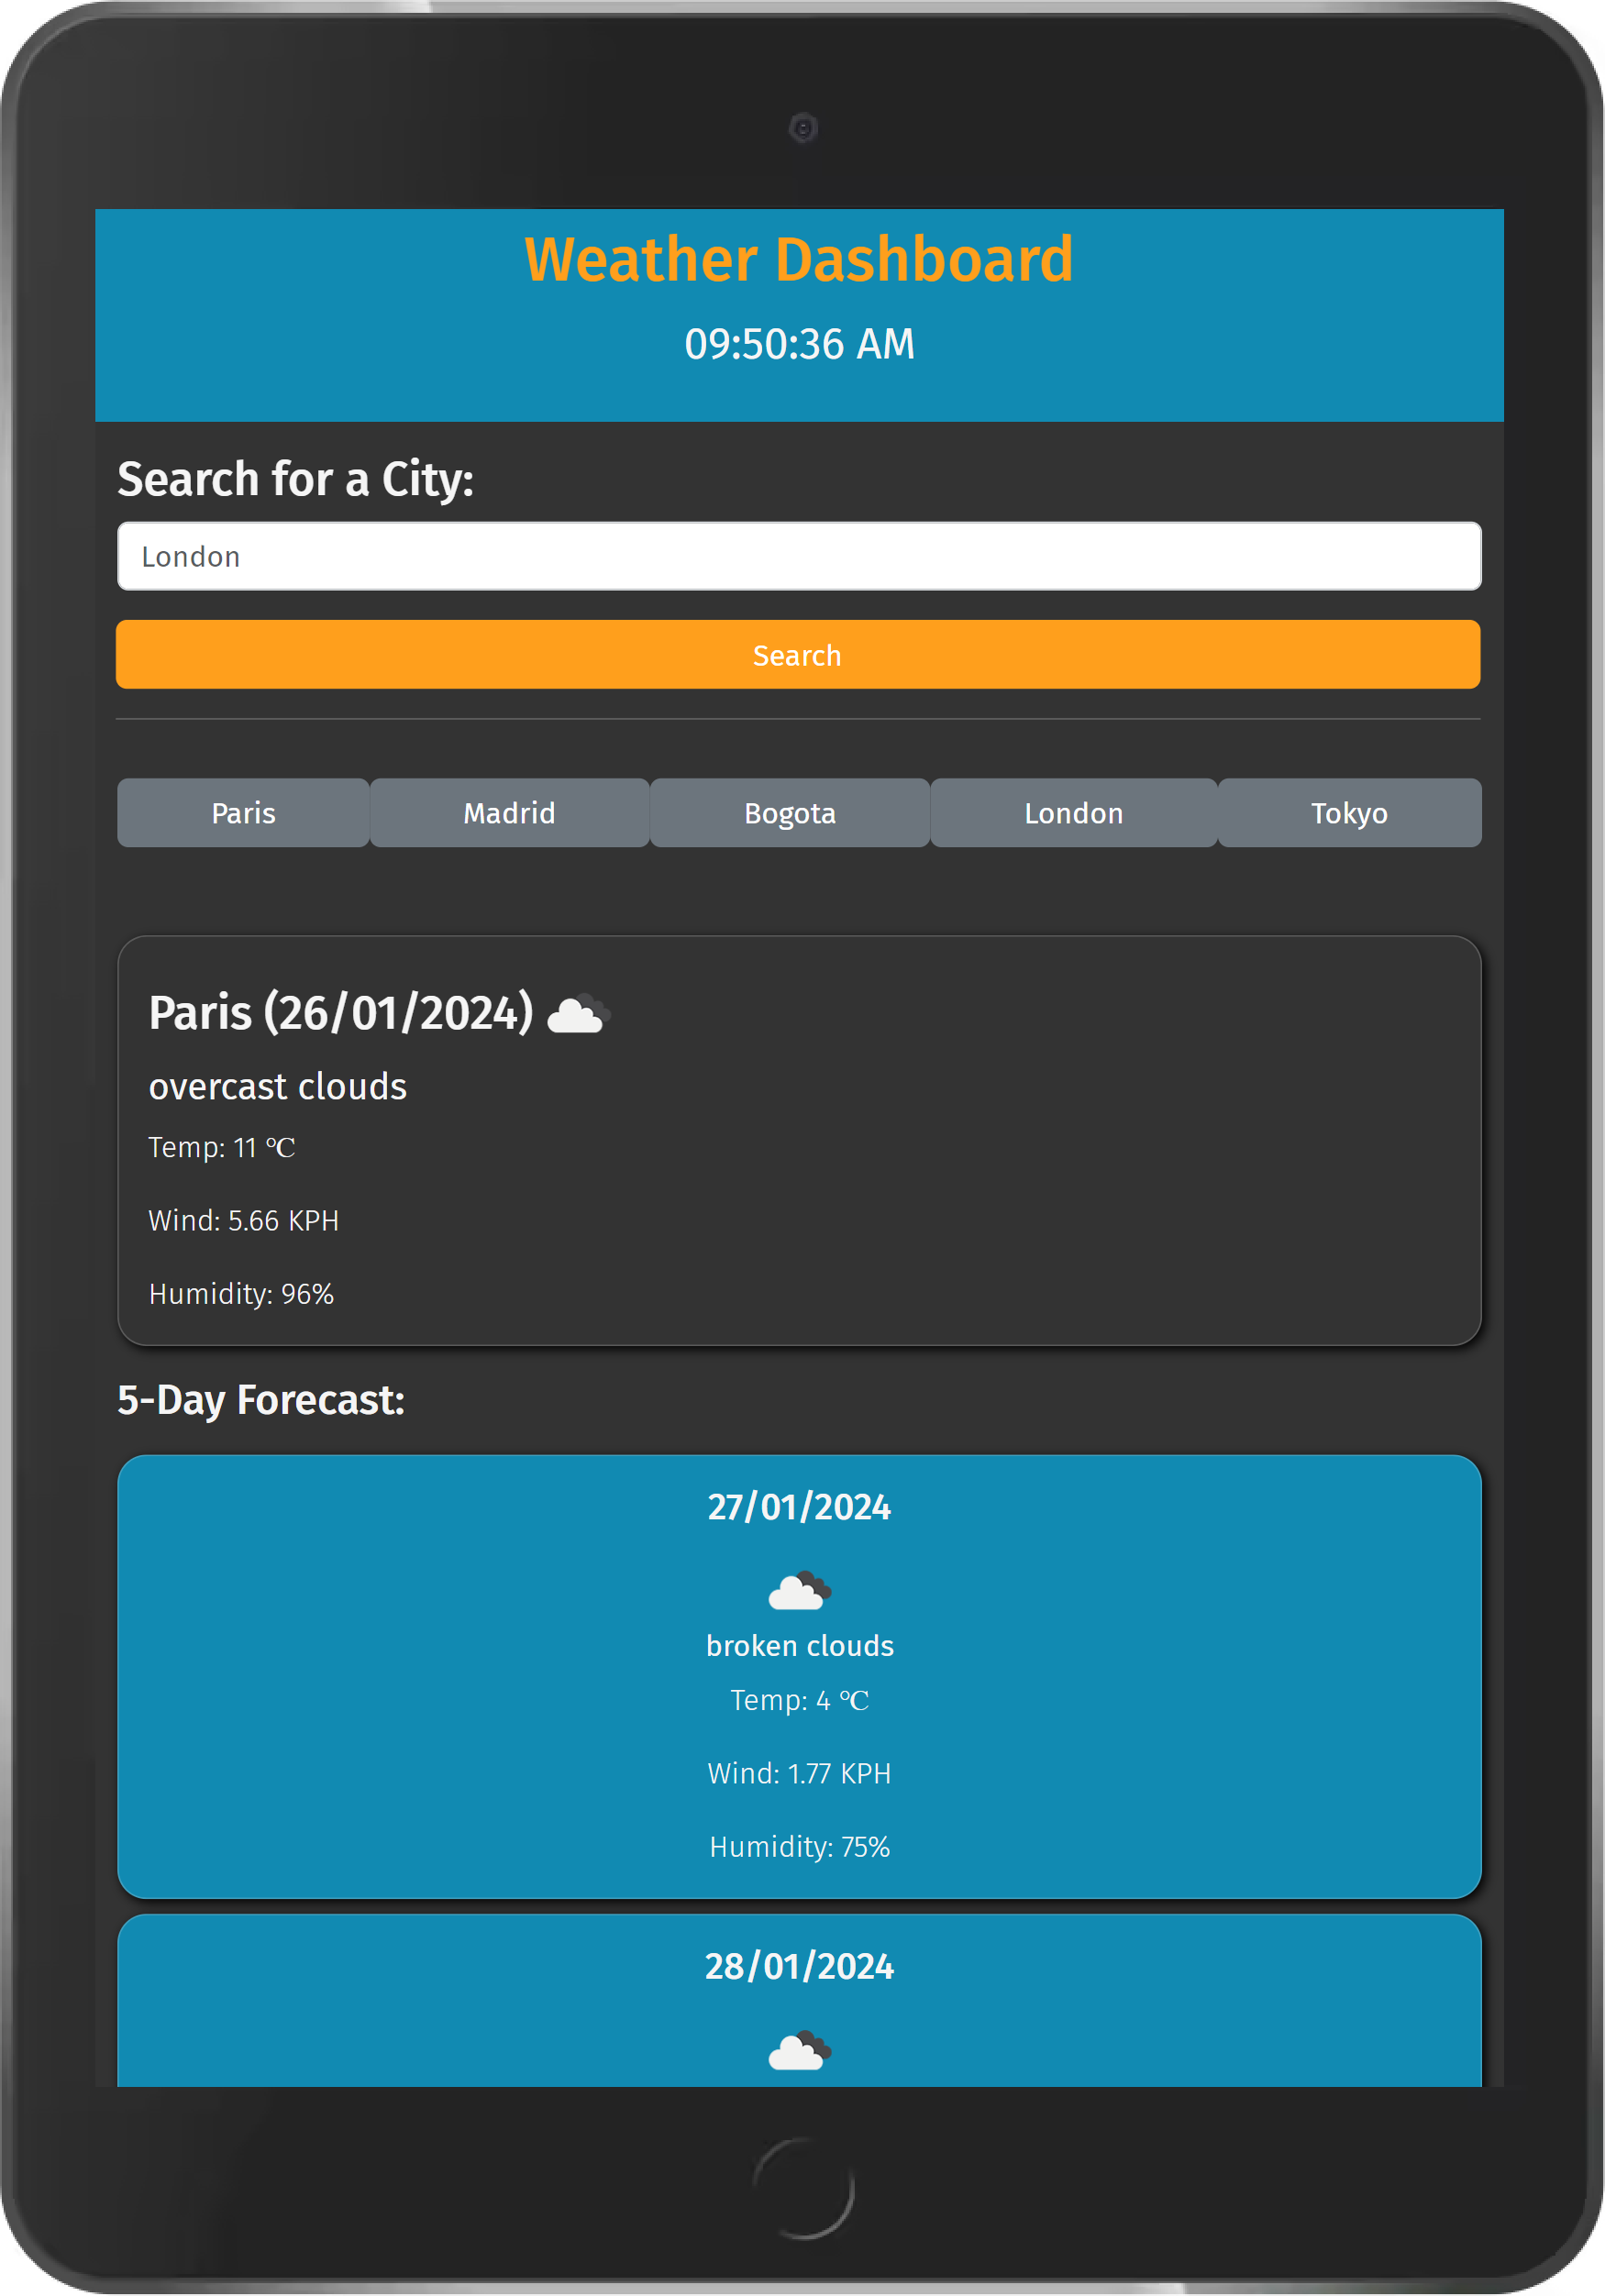 Weather Dashboard
09:50:36 AM
Search for a City:
London
Search
Paris Madrid Bogota London Tokyo
Paris (26/01/2024)
overcast clouds
Temp: 11 ℃
Wind: 5.66 KPH
Humidity: 96%
5-Day Forecast:
27/01/2024
broken clouds
Temp: 4 ℃
Wind: 1.77 KPH
Humidity: 75%
28/01/2024